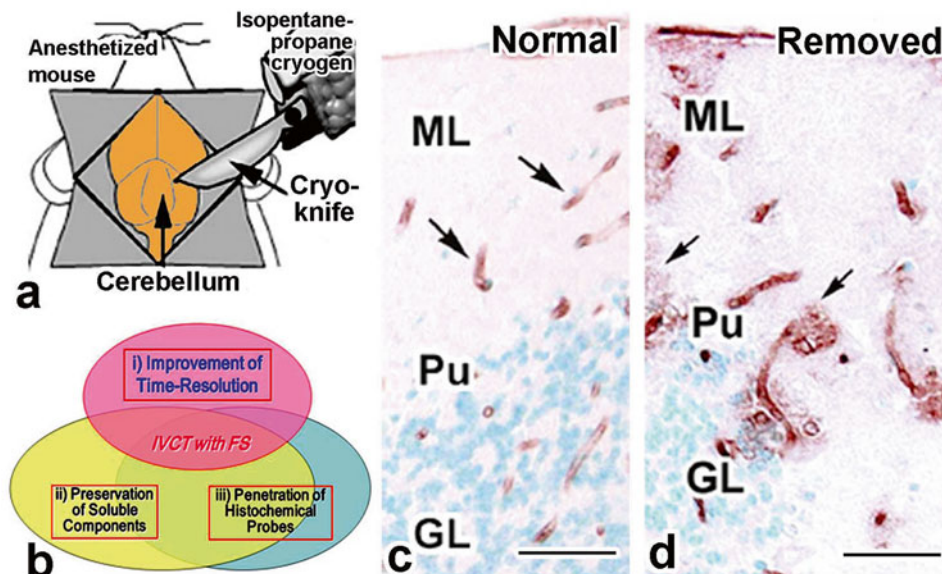 Anesthetized
mouse
Isopentane-
propane
cryogen
Cryo-
knife
Cerebellum
a
i) Improvement of
Time-Resolution
IVCT with FS
ii) Preservation
of Soluble
Components
iii) Penetration of
Histochemical
Probes
b
Normal
ML
Pu
GL
c
Removed
ML
Pu
GL
d